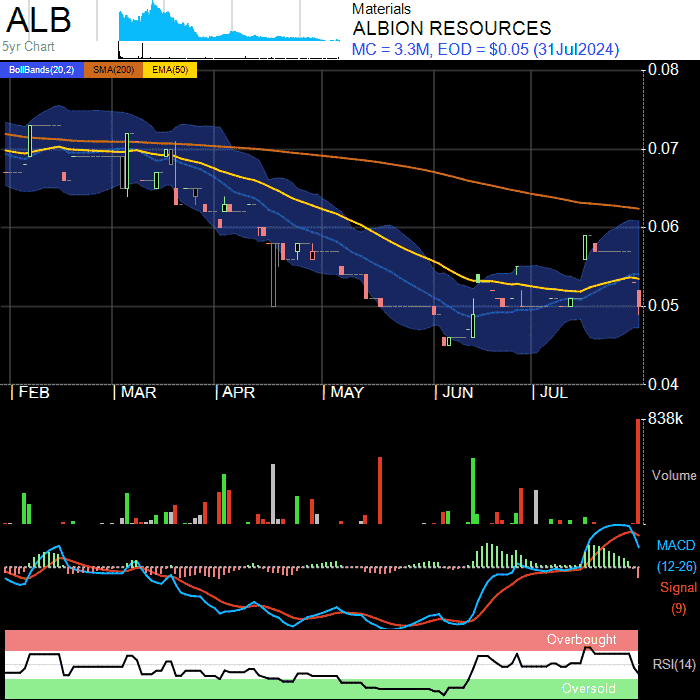 ALB
5yr Chart
Materials
ALBION RESOURCES
MC = 3.3M, EOD = $0.05 (31Jul2024)
BollBands(20,2) SMA(200) EMA(50)
0.08
0.07
0.06
0.05
0.04
FEB MAR APR MAY JUN JUL
838k
Volume
MACD
(12-26)
Signal
(9)
Overbought
RSI(14)
Oversold